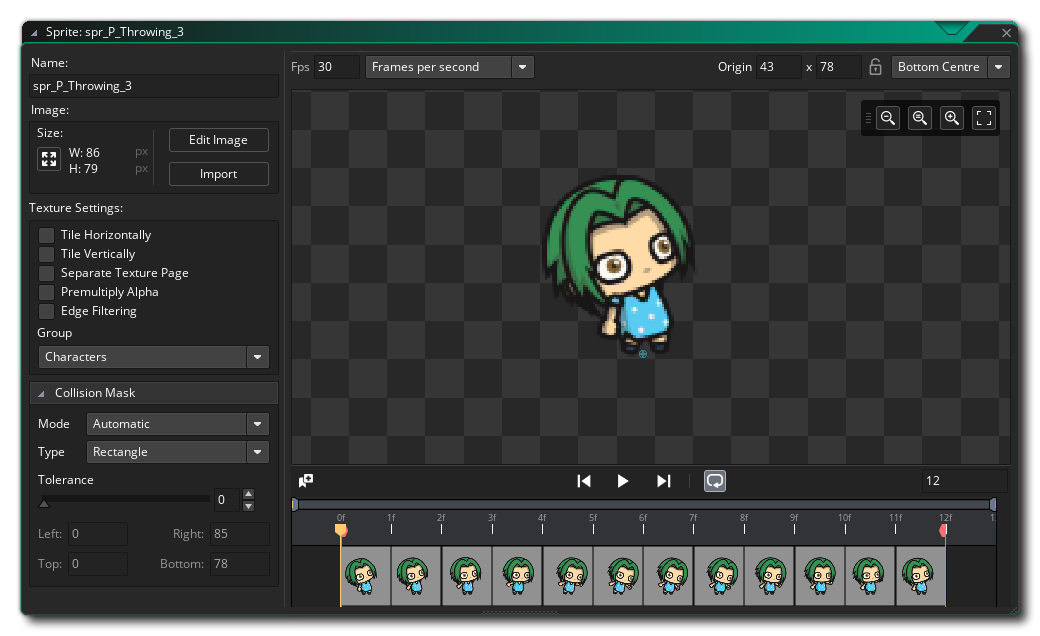 Sprite: spr_P_Throwing_3
Name:
spr_P_Throwing_3
Image:
Size:
W: 86 px
H: 79 px
Edit Image
Import
Texture Settings:
Tile Horizontally
Tile Vertically
Separate Texture Page
Premultiply Alpha
Edge Filtering
Group
Characters
Collision Mask
Mode Automatic
Type Rectangle
Tolerance
0
Left: 0 Right: 85
Top: 0 Bottom: 78
Fps 30 Frames per second Origin 43 x 78 Bottom Centre
12
0f 1f 2f 3f 4f 5f 6f 7f 8f 9f 10f 11f 12f